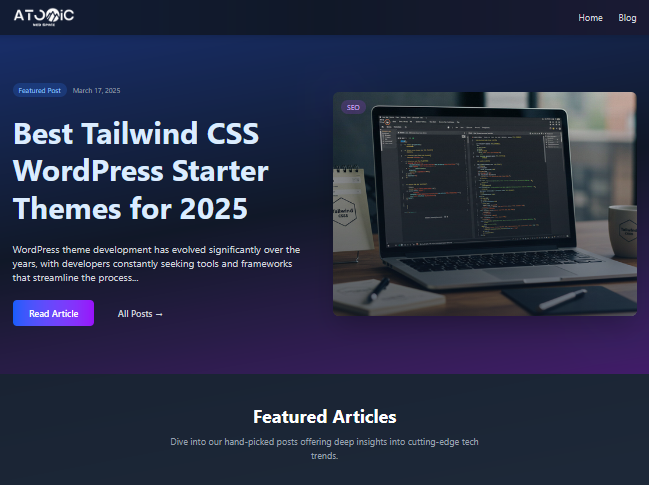 ATOMIC
WEB SPACE
Home
Blog
Featured Post
March 17, 2025
Best Tailwind CSS
WordPress Starter
Themes for 2025
WordPress theme development has evolved significantly over the
years, with developers constantly seeking tools and frameworks
that streamline the process...
Read Article
All Posts →
SEO
Featured Articles
Dive into our hand-picked posts offering deep insights into cutting-edge tech
trends.